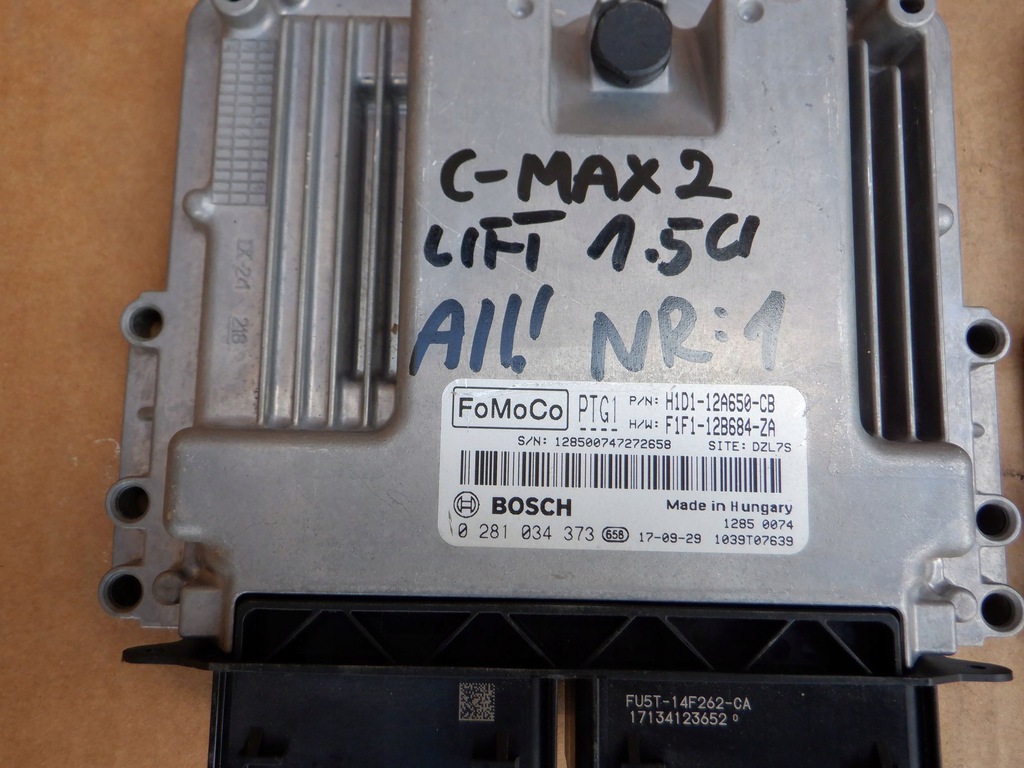 C-MAX 2
LIFT 1.5CI
All! NR:1
FoMoCo PTG1 P/N: H1D1-12A650-CB
H/W: F1F1-12B684-ZA
S/N: 128500747272658 SITE: DZL7S
BOSCH Made in Hungary
1285 0074
0 281 034 373 658 17-09-29 1039T07639
FU5T-14F262-CA
17134123652